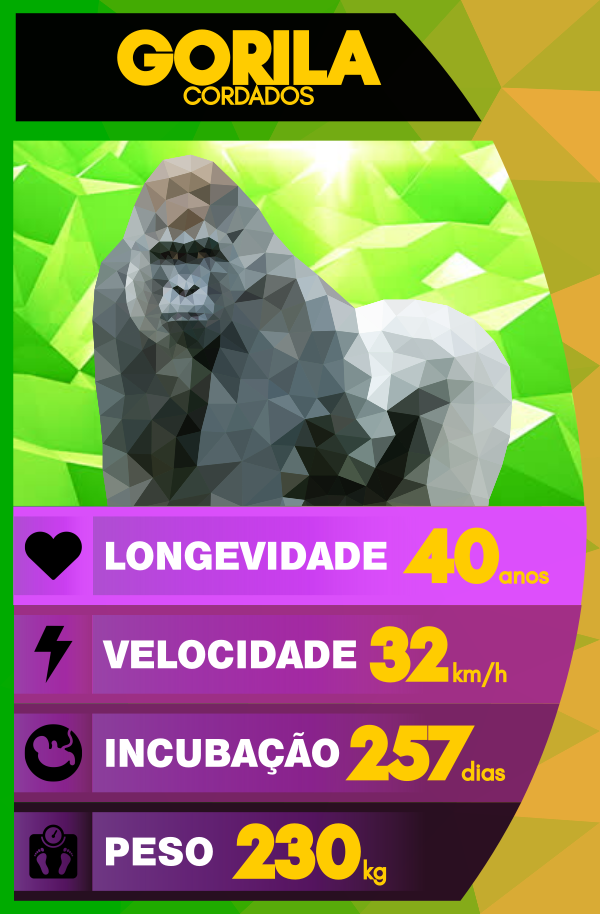 GORILA
CORDADOS
LONGEVIDADE 40 anos
VELOCIDADE 32 km/h
INCUBAÇÃO 257 dias
PESO 230 kg